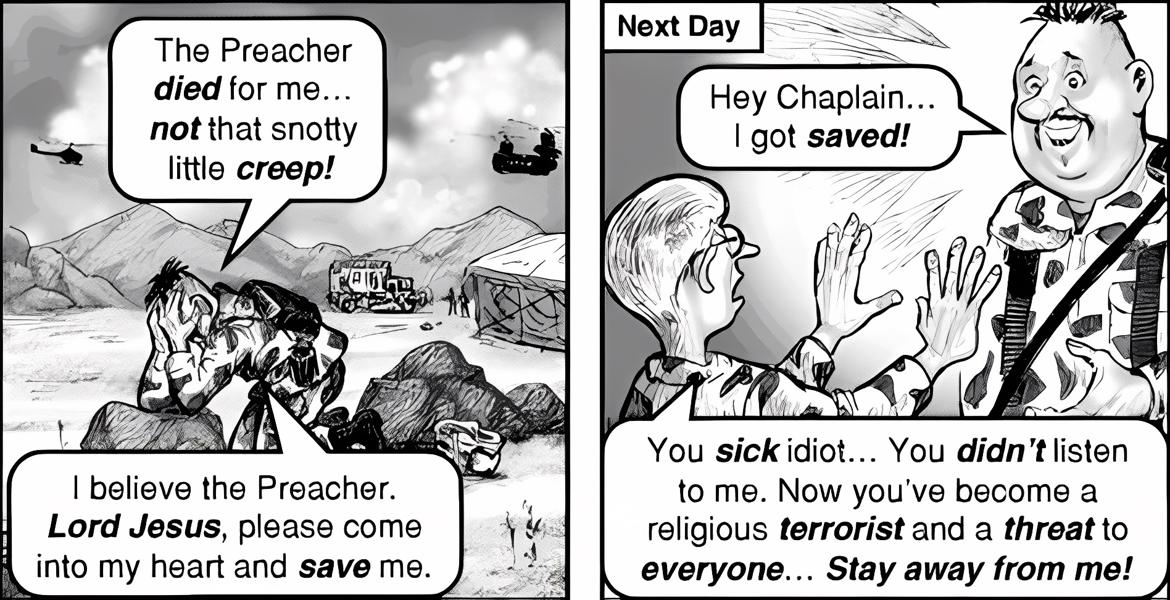 The Preacher
died for me...
not that snotty
little creep!
I believe the Preacher.
Lord Jesus, please come
into my heart and save me.
Next Day
Hey Chaplain...
I got saved!
You sick idiot... You didn't listen
to me. Now you've become a
religious terrorist and a threat to
everyone... Stay away from me!